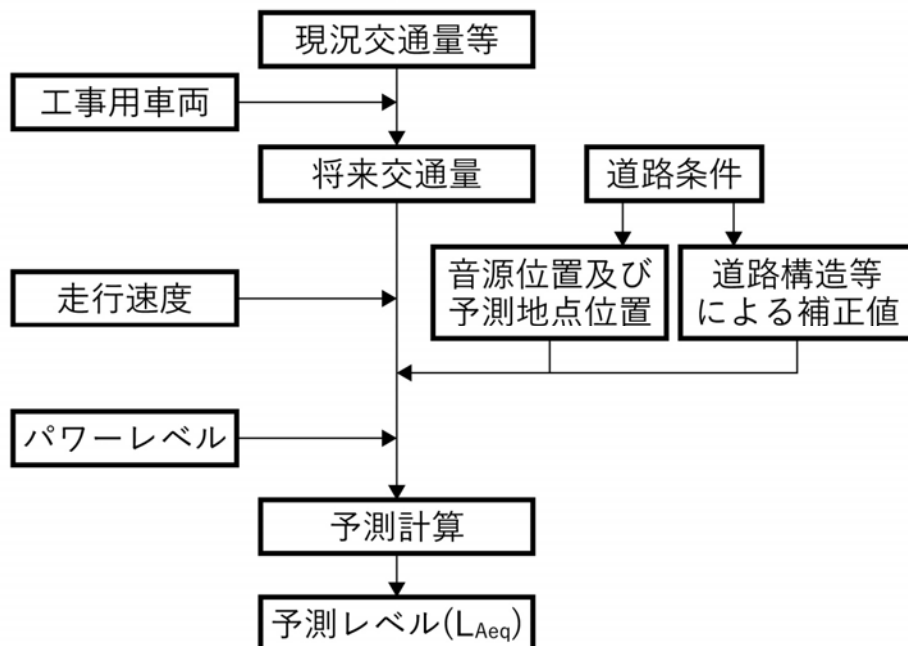 現況交通量等
工事用車両
将来交通量
道路条件
音源位置及び
予測地点位置
道路構造等
による補正値
走行速度
パワーレベル
予測計算
予測レベル(LAeq)